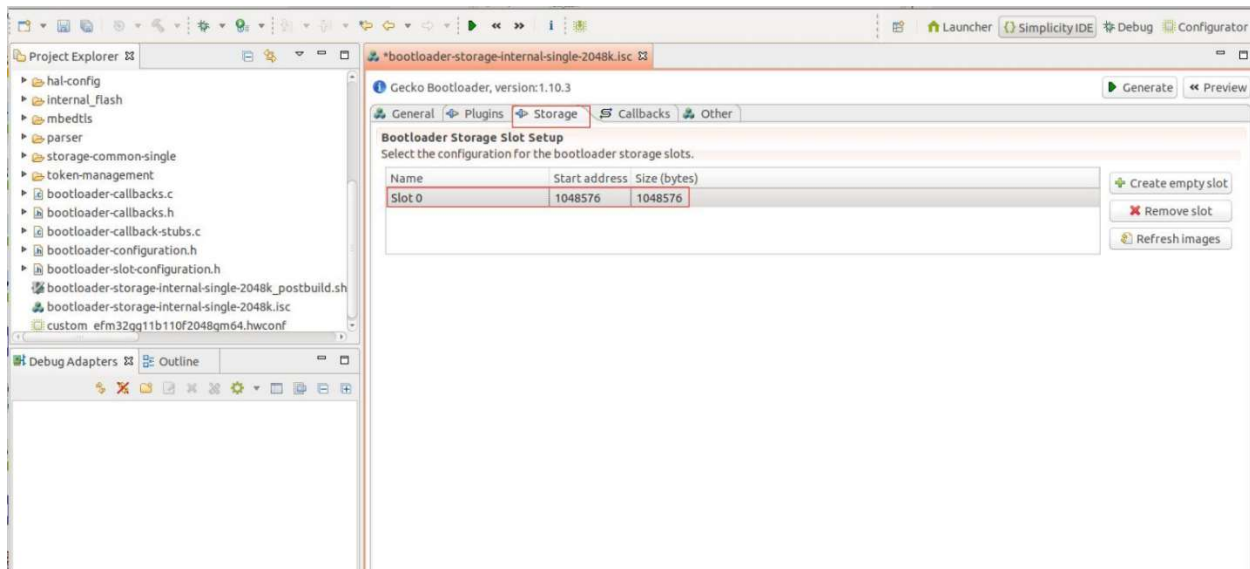 Launcher {} Simplicity IDE Debug Configurator
Project Explorer
hal-config
internal_flash
mbedtls
parser
storage-common-single
token-management
bootloader-callbacks.c
bootloader-callbacks.h
bootloader-callback-stubs.c
bootloader-configuration.h
bootloader-slot-configuration.h
bootloader-storage-internal-single-2048k_postbuild.sh
bootloader-storage-internal-single-2048k.isc
custom_efm32gg11b110f2048gm64.hwconf
Debug Adapters Outline
*bootloader-storage-internal-single-2048k.isc
Gecko Bootloader, version:1.10.3
Generate Preview
General Plugins Storage Callbacks Other
Bootloader Storage Slot Setup
Select the configuration for the bootloader storage slots.
Name Start address Size (bytes)
Slot 0 1048576 1048576
Create empty slot
Remove slot
Refresh images